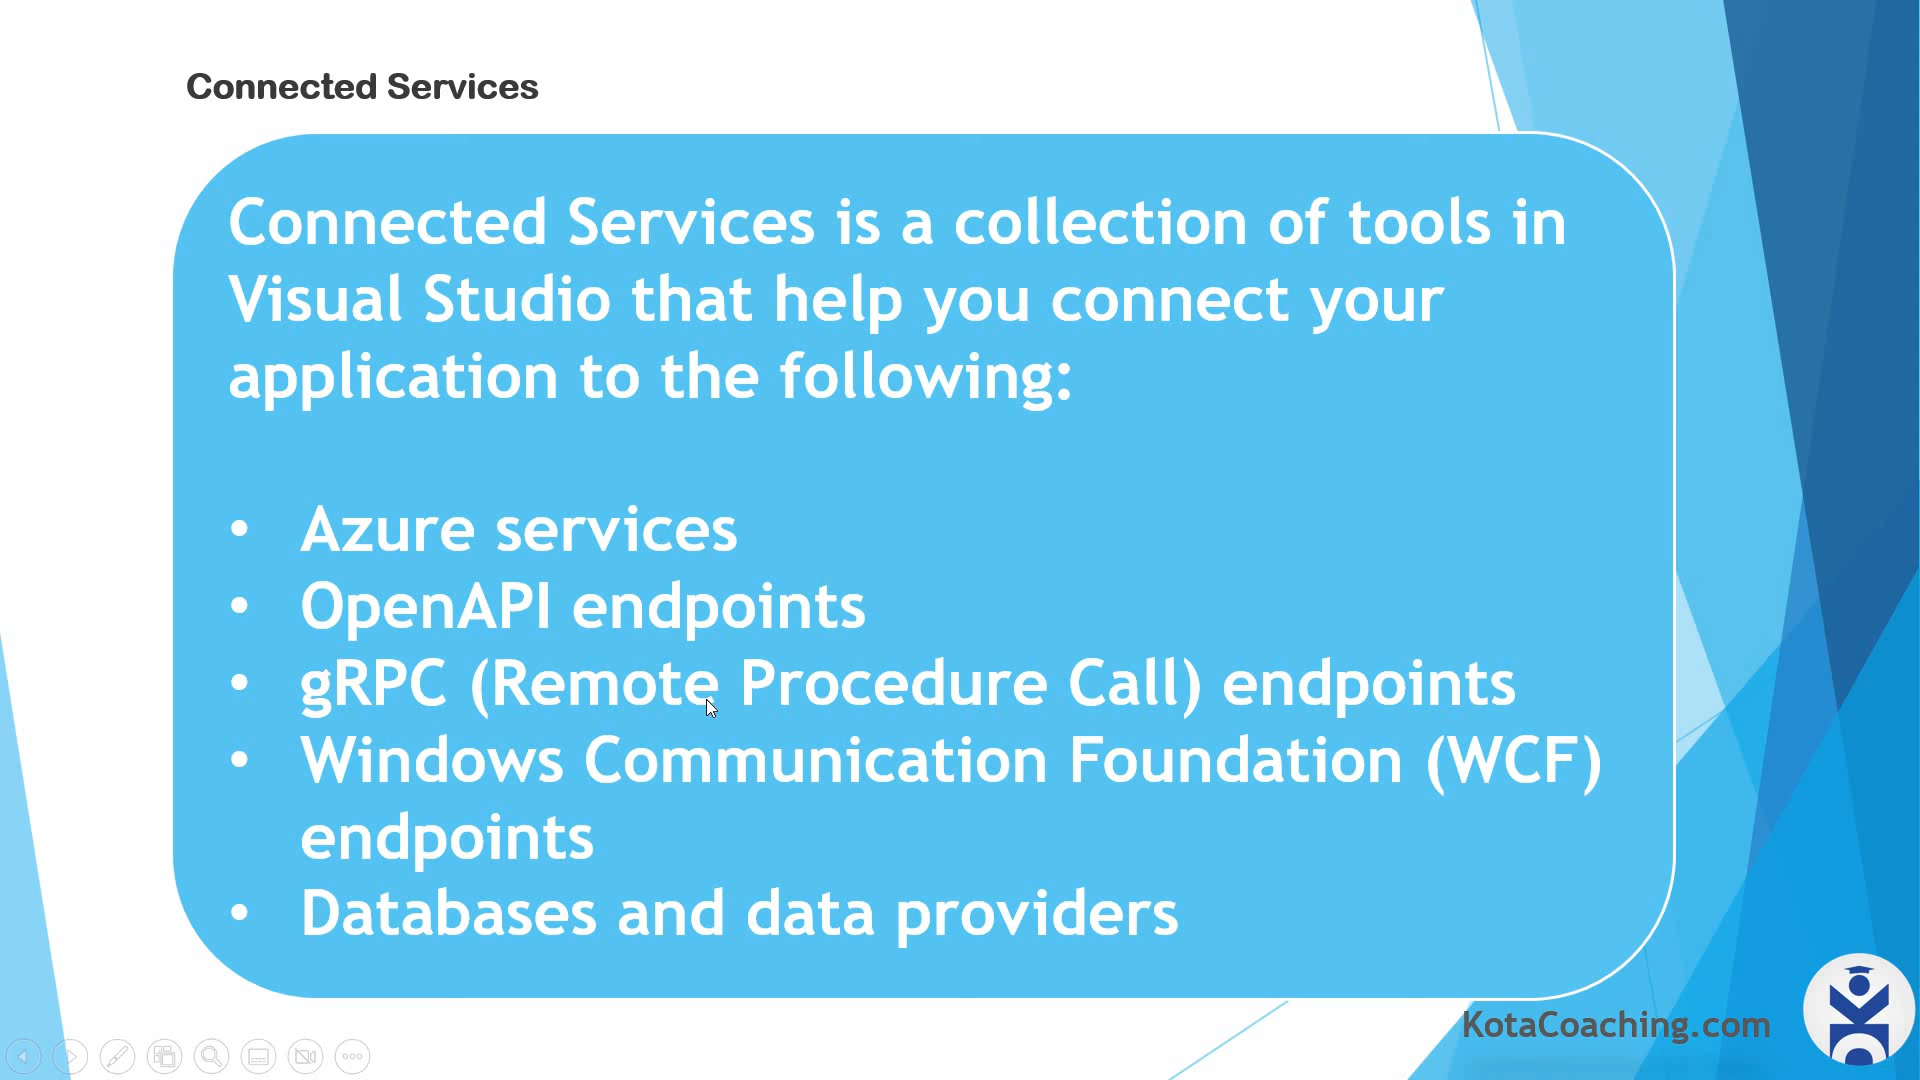 Connected Services
Connected Services is a collection of tools in
Visual Studio that help you connect your
application to the following:
• Azure services
• OpenAPI endpoints
• gRPC (Remote Procedure Call) endpoints
• Windows Communication Foundation (WCF)
endpoints
• Databases and data providers
KotaCoaching.com